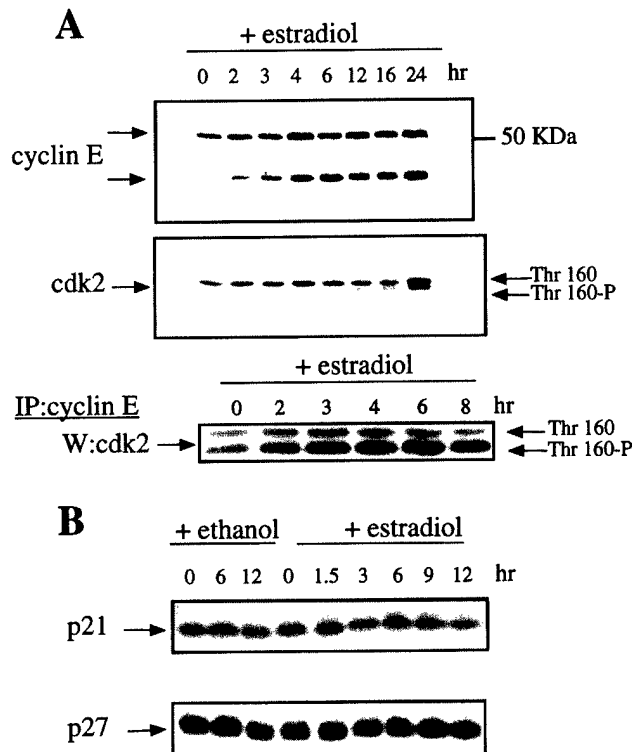 A
+ estradiol
0 2 3 4 6 12 16 24 hr
cyclin E
50 KDa
cdk2
Thr 160
Thr 160-P
+ estradiol
IP:cyclin E
0 2 3 4 6 8 hr
W:cdk2
Thr 160
Thr 160-P
B
+ ethanol + estradiol
0 6 12 0 1.5 3 6 9 12 hr
p21
p27